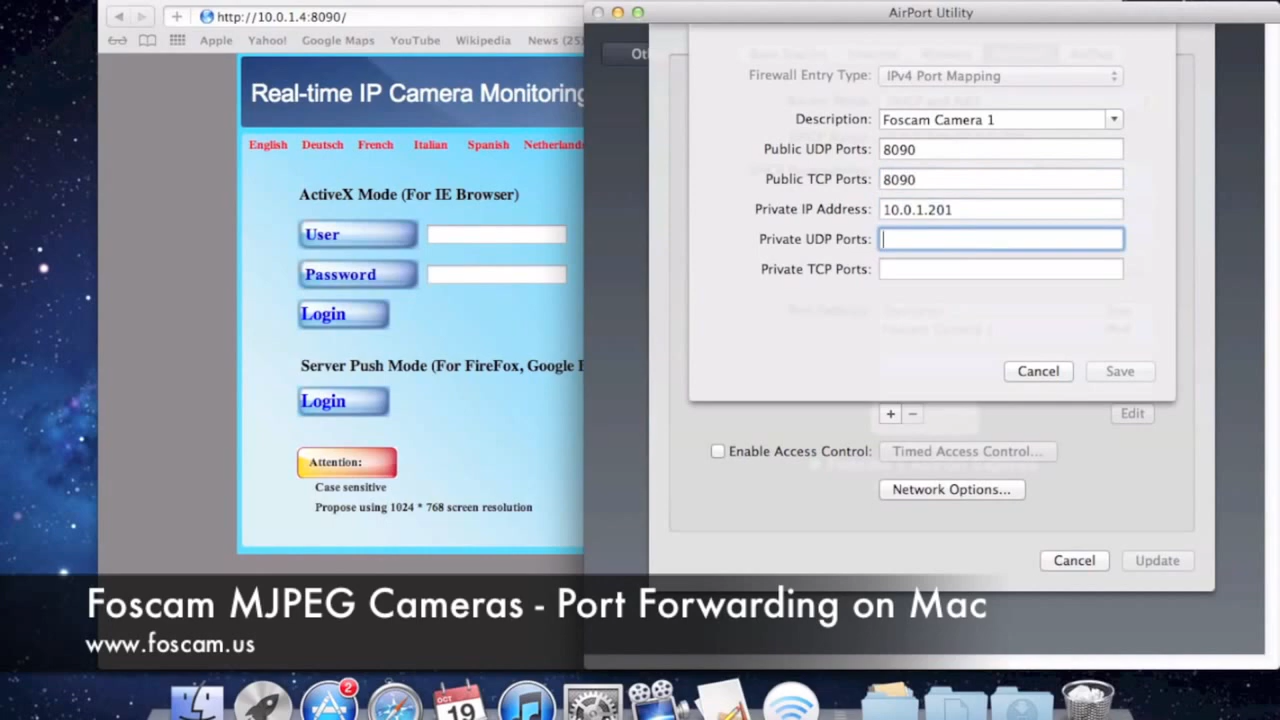 http://10.0.1.4:8090/
Apple Yahoo! Google Maps YouTube Wikipedia News (25)
Real-time IP Camera Monitoring
English Deutsch French Italian Spanish Netherlands
ActiveX Mode (For IE Browser)
User
Password
Login
Server Push Mode (For FireFox, Google
Login
Attention:
Case sensitive
Propose using 1024 * 768 screen resolution
AirPort Utility
Firewall Entry Type: IPv4 Port Mapping
Description: Foscam Camera 1
Public UDP Ports: 8090
Public TCP Ports: 8090
Private IP Address: 10.0.1.201
Private UDP Ports:
Private TCP Ports:
Cancel Save
+ − Edit
Enable Access Control: Timed Access Control...
Network Options...
Cancel Update
Foscam MJPEG Cameras - Port Forwarding on Mac
www.foscam.us
2
OCT
19